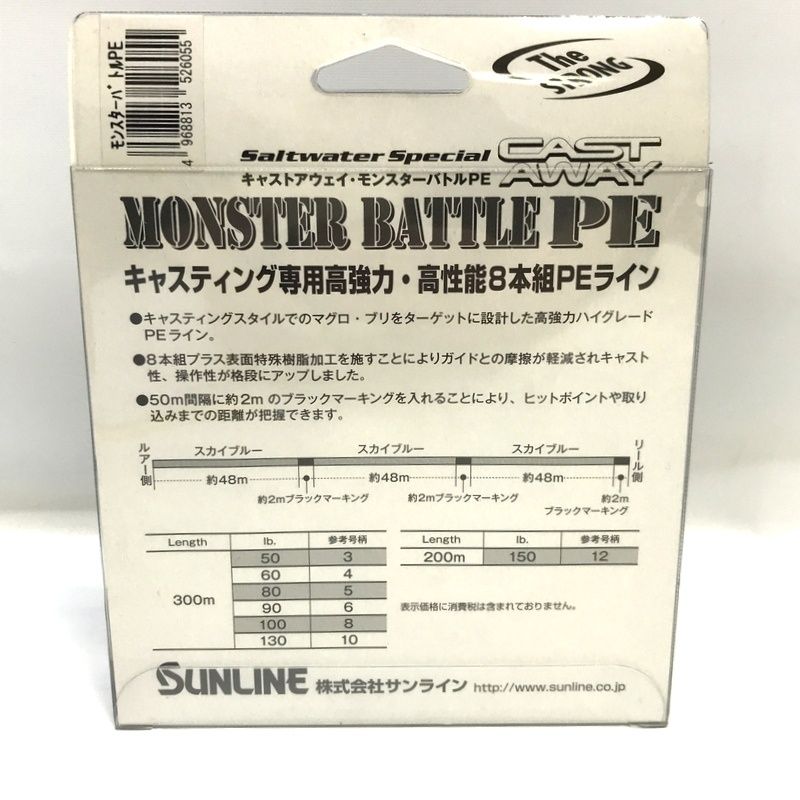 モンスターバトルPE
4 968813 526055
The STRONG
Saltwater Special CAST AWAY
キャストアウェイ・モンスターバトルPE
MONSTER BATTLE PE
キャスティング専用高強力・高性能8本組PEライン
●キャスティングスタイルでのマグロ・ブリをターゲットに設計した高強力ハイグレード
PEライン。
●8本組プラス表面特殊樹脂加工を施すことによりガイドとの摩擦が軽減されキャスト
性、操作性が格段にアップしました。
●50m間隔に約2mのブラックマーキングを入れることにより、ヒットポイントや取り
込みまでの距離が把握できます。
ルアー側 スカイブルー スカイブルー スカイブルー リール側
約48m 約48m 約48m 約2m
約2mブラックマーキング 約2mブラックマーキング ブラックマーキング
Length lb. 参考号柄
300m
50 3
60 4
80 5
90 6
100 8
130 10
Length lb. 参考号柄
200m 150 12
表示価格に消費税は含まれておりません。
SUNLINE 株式会社サンライン http://www.sunline.co.jp